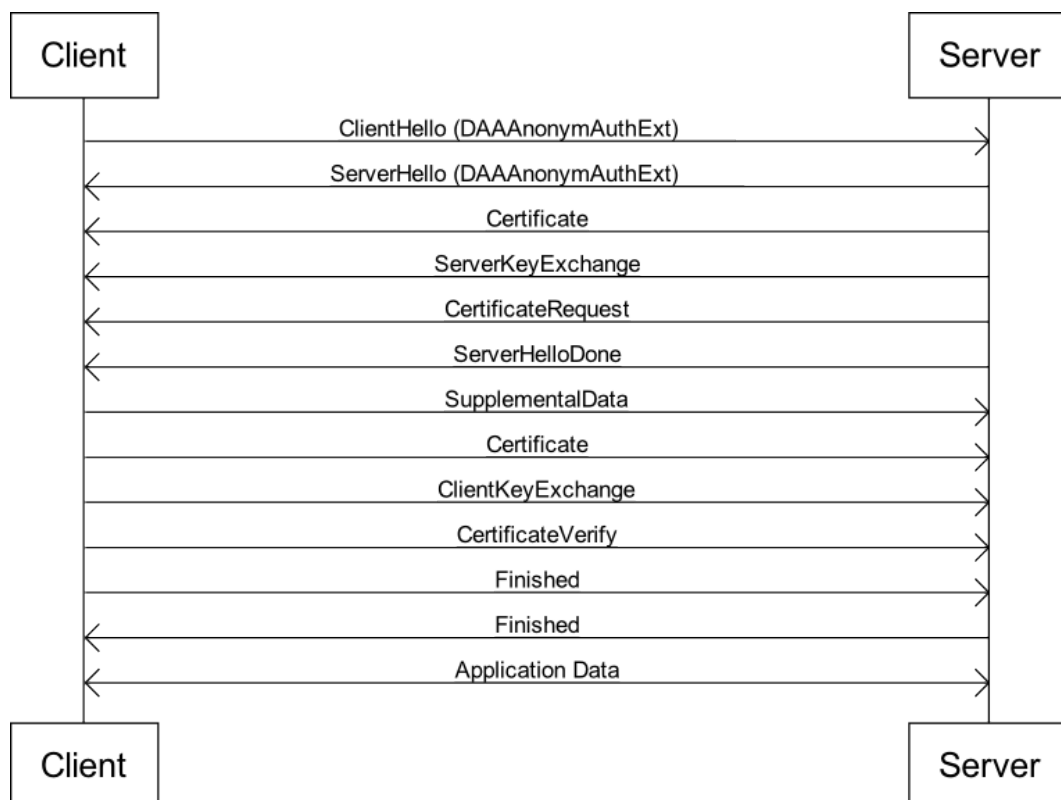 Client Server
ClientHello (DAAAnonymAuthExt)
ServerHello (DAAAnonymAuthExt)
Certificate
ServerKeyExchange
CertificateRequest
ServerHelloDone
SupplementalData
Certificate
ClientKeyExchange
CertificateVerify
Finished
Finished
Application Data
Client Server